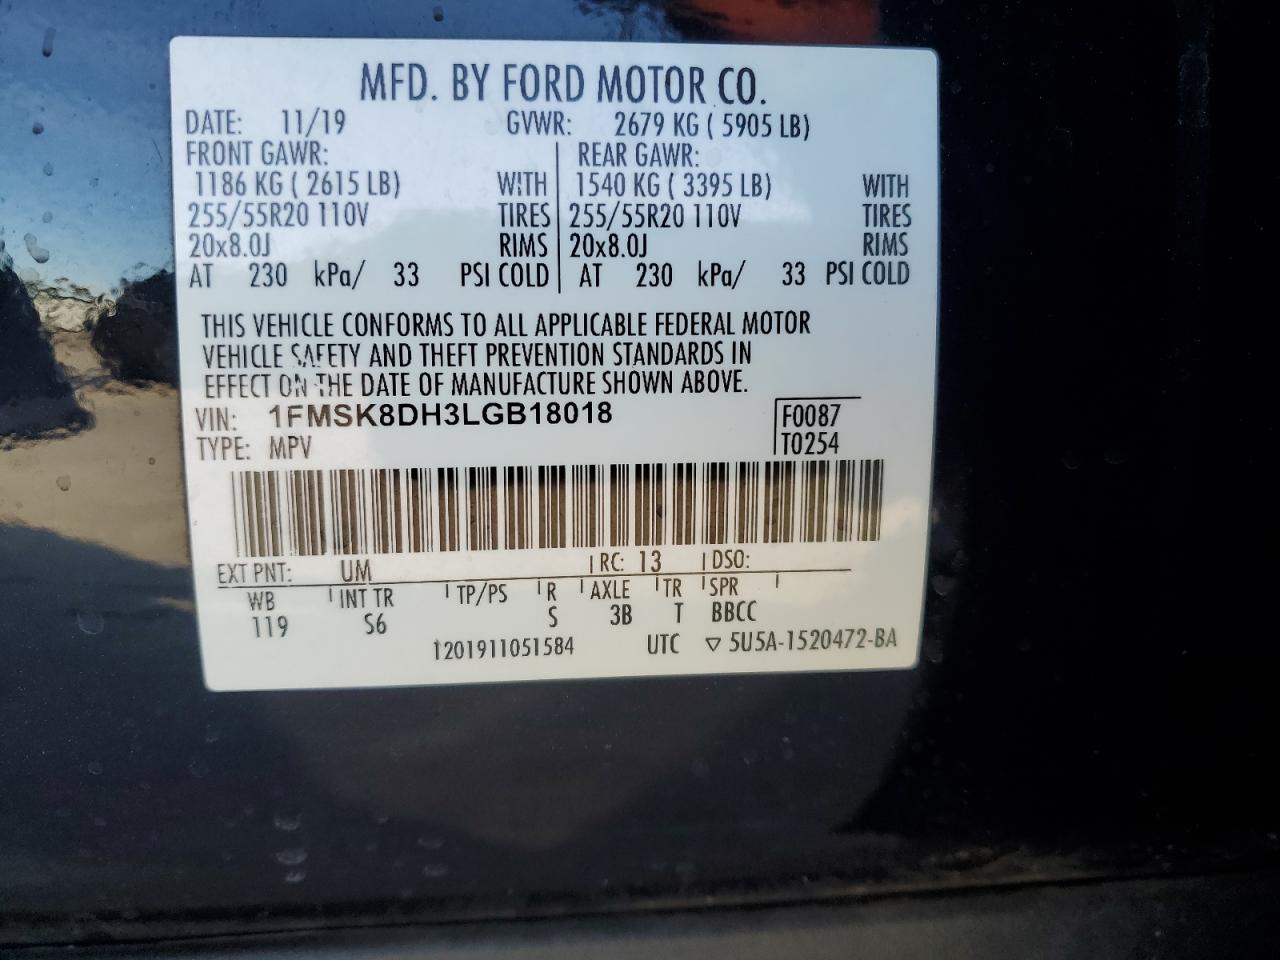 MFD. BY FORD MOTOR CO.
DATE: 11/19 GVWR: 2679 KG ( 5905 LB)
FRONT GAWR: REAR GAWR:
1186 KG ( 2615 LB) WITH 1540 KG ( 3395 LB) WITH
255/55R20 110V TIRES 255/55R20 110V TIRES
20x8.0J RIMS 20x8.0J RIMS
AT 230 kPa/ 33 PSI COLD AT 230 kPa/ 33 PSI COLD
THIS VEHICLE CONFORMS TO ALL APPLICABLE FEDERAL MOTOR
VEHICLE SAFETY AND THEFT PREVENTION STANDARDS IN
EFFECT ON THE DATE OF MANUFACTURE SHOWN ABOVE.
VIN: 1FMSK8DH3LGB18018 F0087
TYPE: MPV T0254
EXT PNT: UM RC: 13 DSO:
WB INT TR TP/PS R AXLE TR SPR
119 S6 S 3B T BBCC
1201911051584 UTC ▽ 5U5A-1520472-BA